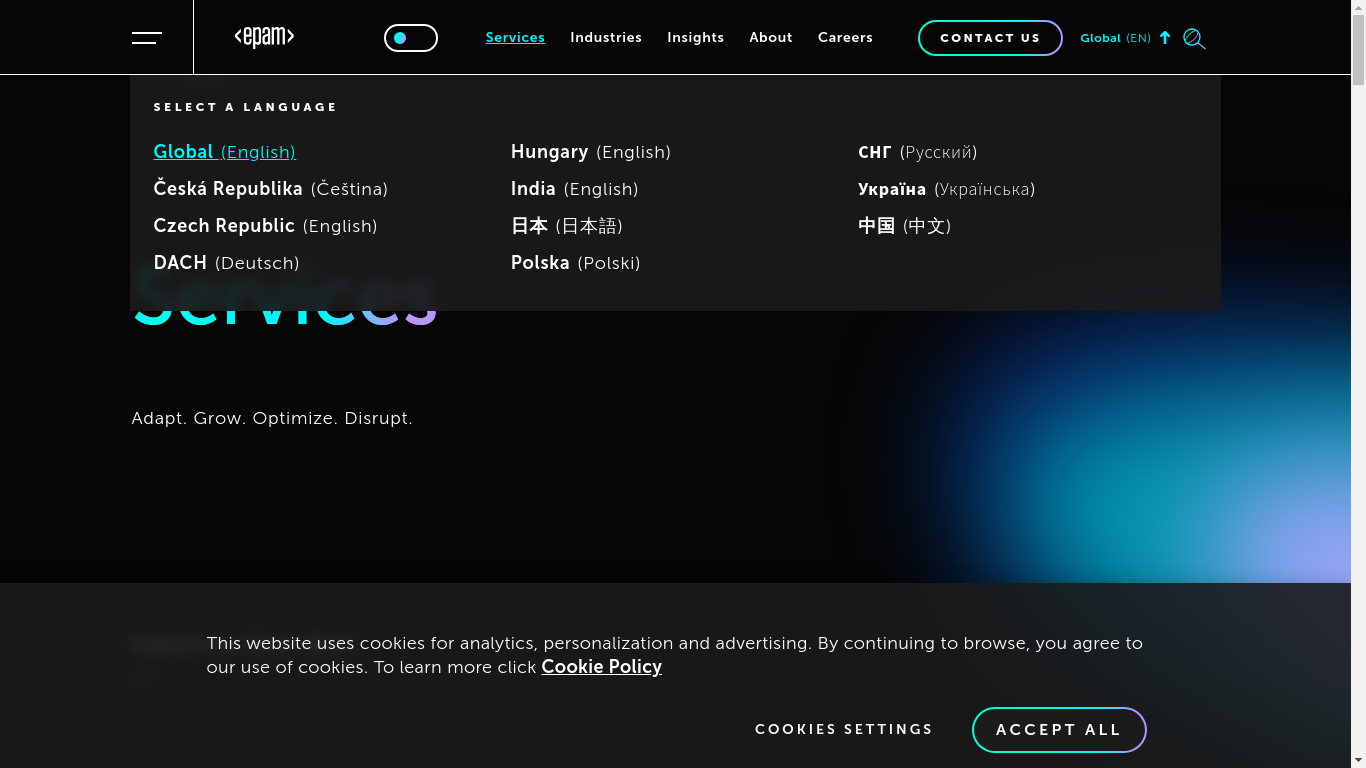 <epam>
Services
Industries
Insights
About
Careers
CONTACT US
Global (EN)
SELECT A LANGUAGE
Global (English)
Česká Republika (Čeština)
Czech Republic (English)
DACH (Deutsch)
Hungary (English)
India (English)
日本 (日本語)
Polska (Polski)
СНГ (Русский)
Україна (Українська)
中国 (中文)
Services
Adapt. Grow. Optimize. Disrupt.
This website uses cookies for analytics, personalization and advertising. By continuing to browse, you agree to
our use of cookies. To learn more click Cookie Policy
COOKIES SETTINGS
ACCEPT ALL